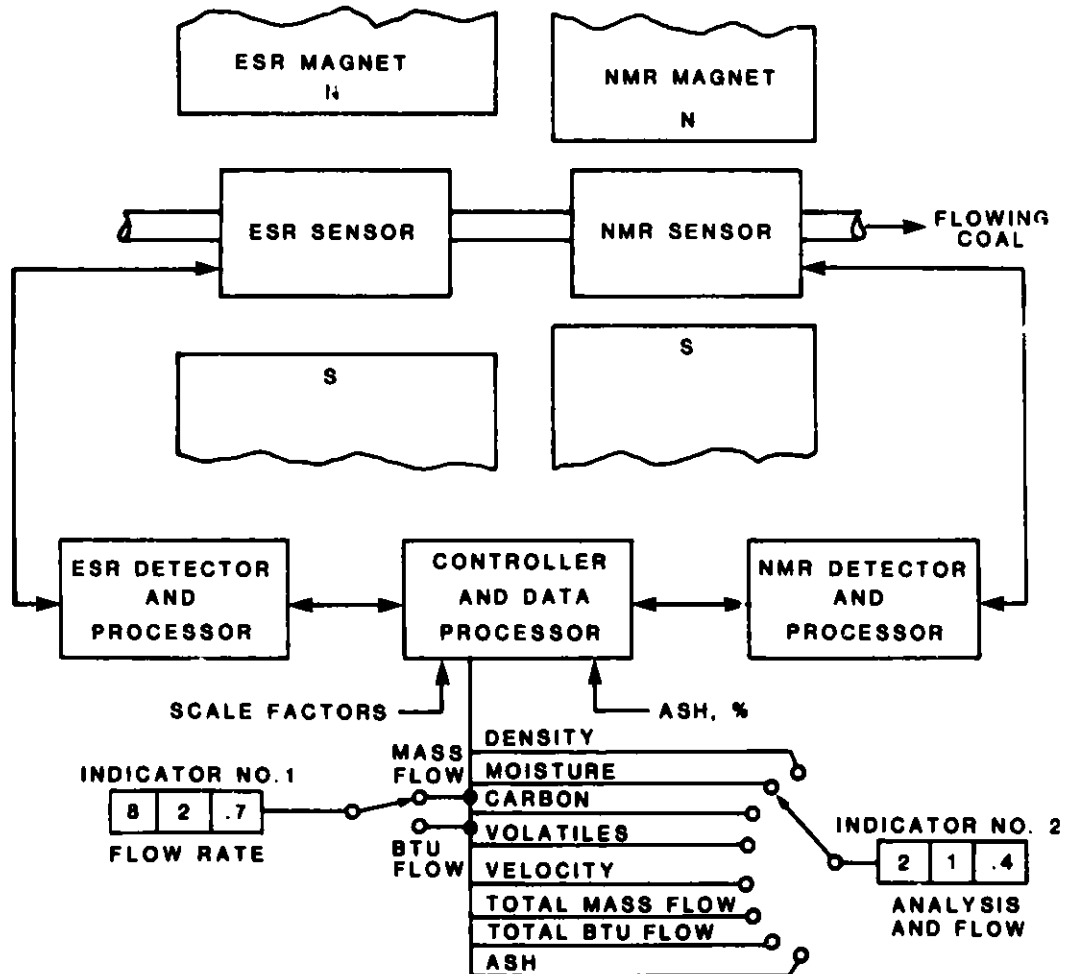 ESR MAGNET
N
NMR MAGNET
N
ESR SENSOR
NMR SENSOR
FLOWING
COAL
S
S
ESR DETECTOR
AND
PROCESSOR
CONTROLLER
AND DATA
PROCESSOR
NMR DETECTOR
AND
PROCESSOR
SCALE FACTORS
ASH, %
MASS
FLOW
BTU
FLOW
INDICATOR NO. 1
8 2 .7
FLOW RATE
DENSITY
MOISTURE
CARBON
VOLATILES
VELOCITY
TOTAL MASS FLOW
TOTAL BTU FLOW
ASH
INDICATOR NO. 2
2 1 .4
ANALYSIS
AND FLOW